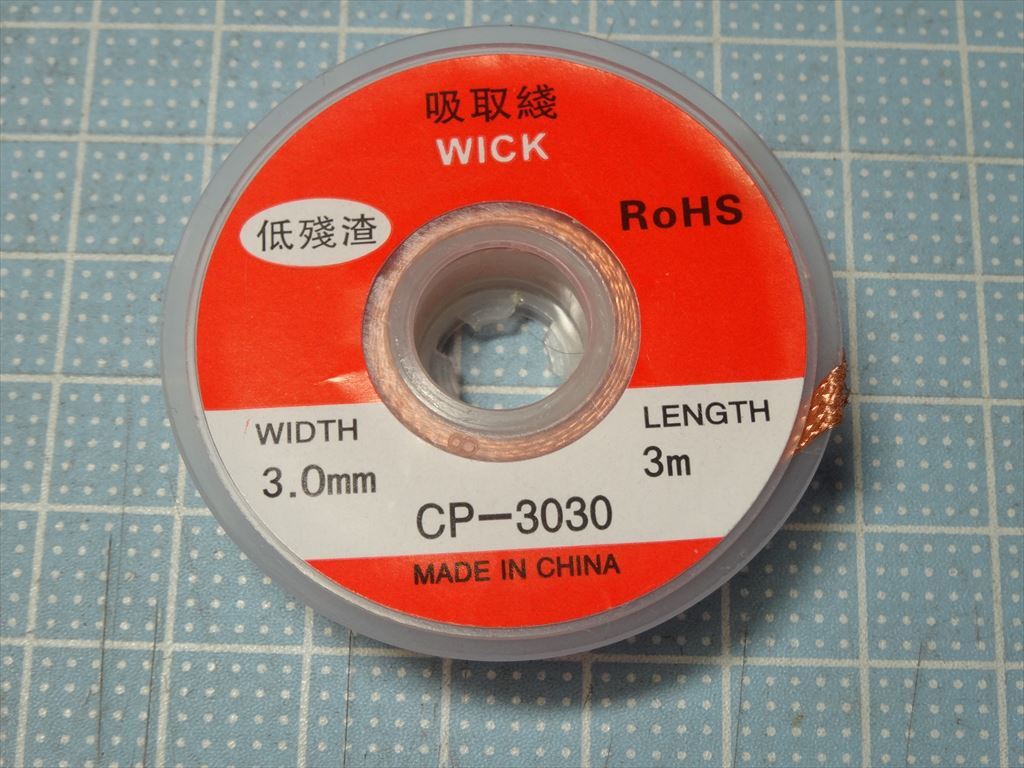 吸取綫
WICK
RoHS
低殘渣
WIDTH
3.0mm
LENGTH
3m
CP-3030
MADE IN CHINA